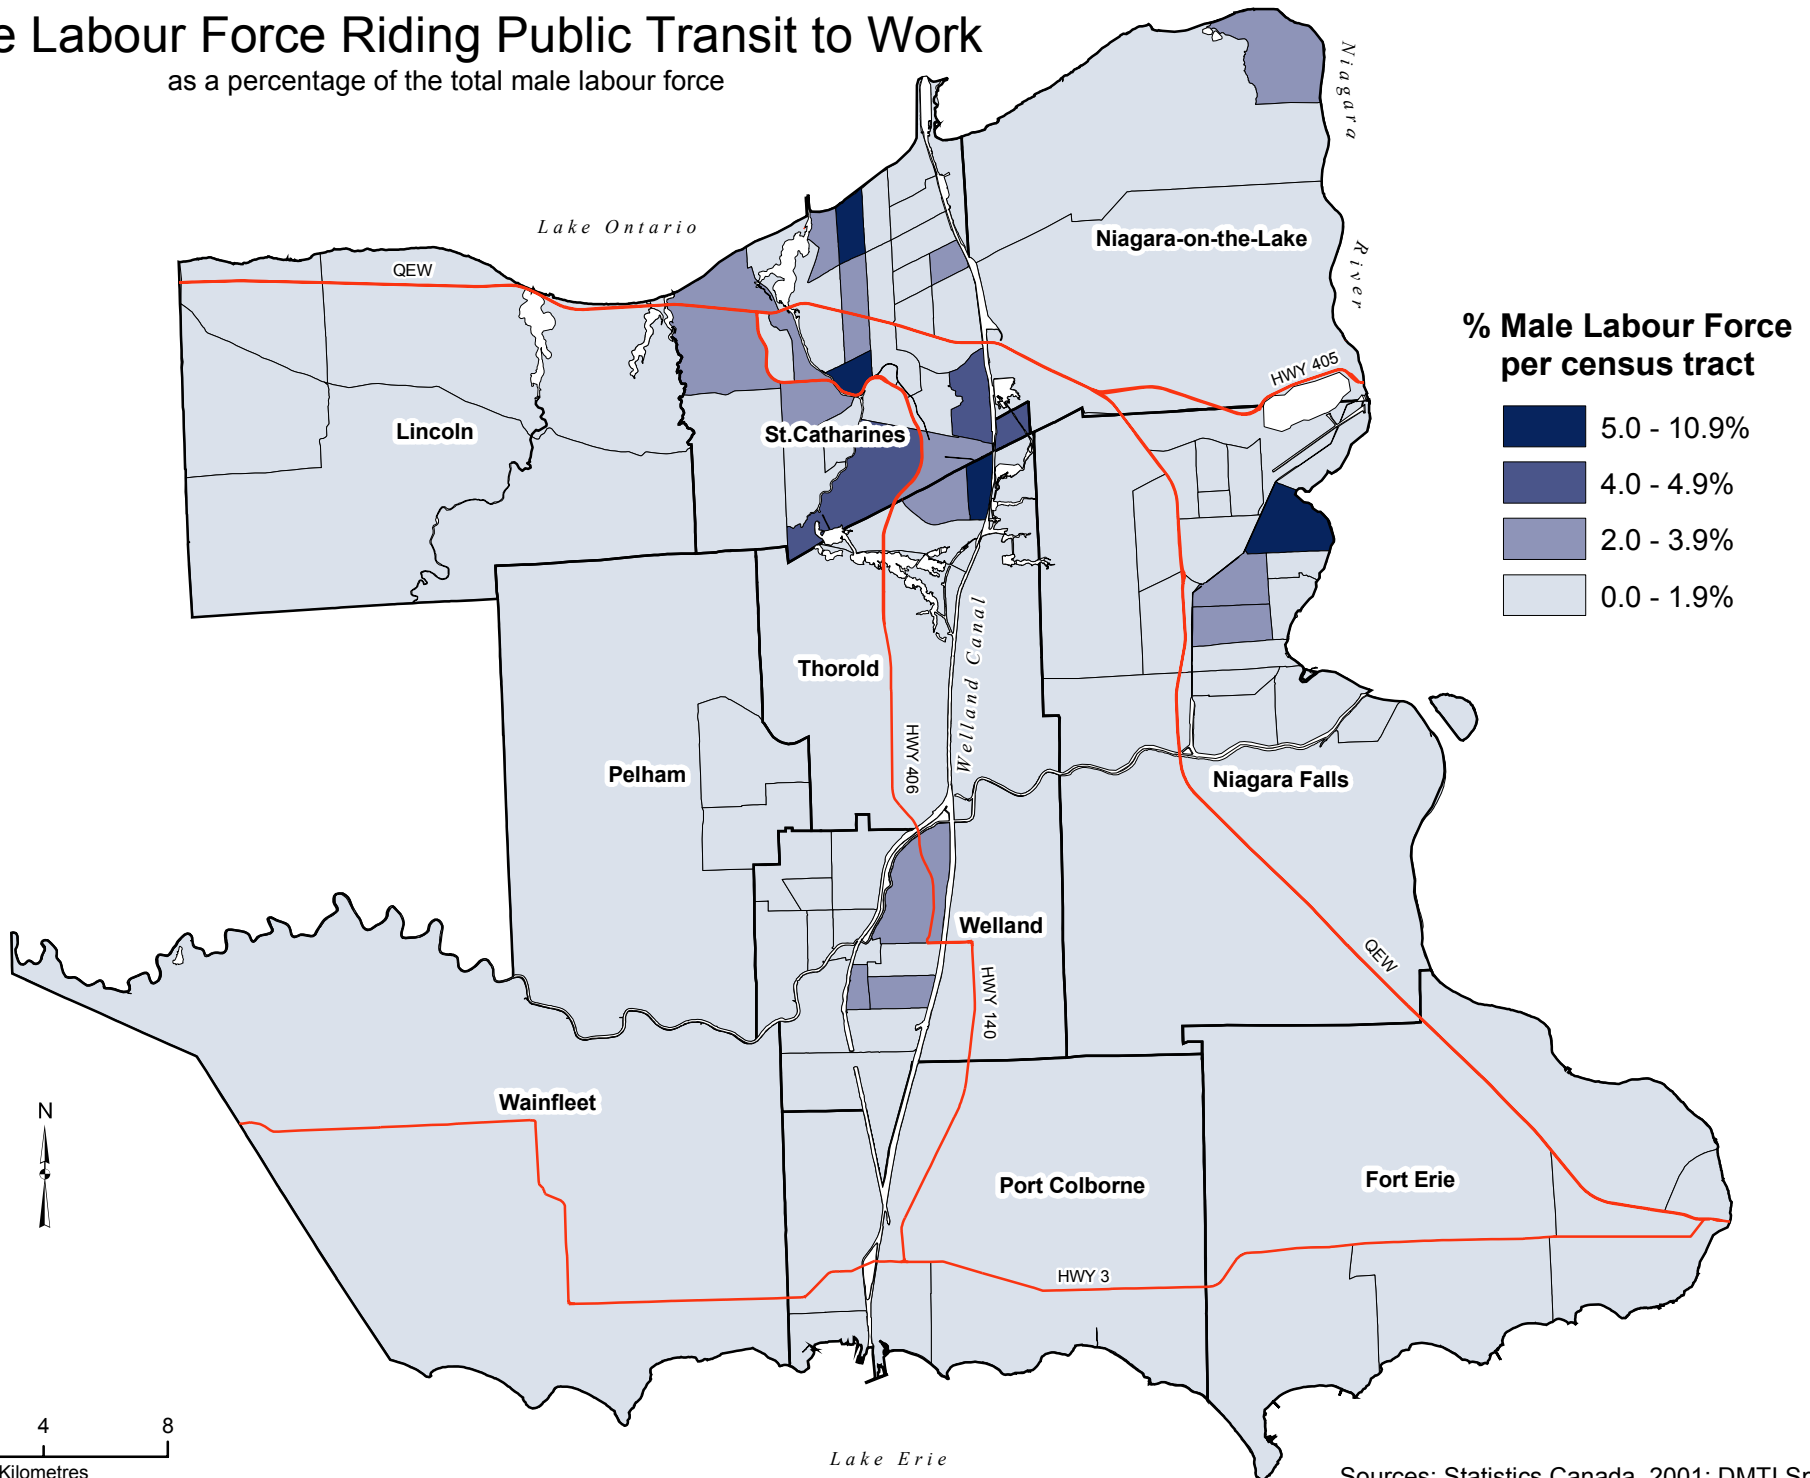 e Labour Force Riding Public Transit to Work
as a percentage of the total male labour force
Niagara
River
Lake Ontario
QEW
Niagara-on-the-Lake
HWY 405
% Male Labour Force
per census tract
5.0 - 10.9%
4.0 - 4.9%
2.0 - 3.9%
0.0 - 1.9%
Lincoln
St.Catharines
Thorold
Welland Canal
HWY 406
Pelham
Niagara Falls
Welland
HWY 140
QEW
Wainfleet
N
Port Colborne
Fort Erie
HWY 3
4 8
Kilometres
Lake Erie
Sources: Statistics Canada, 2001; DMTI